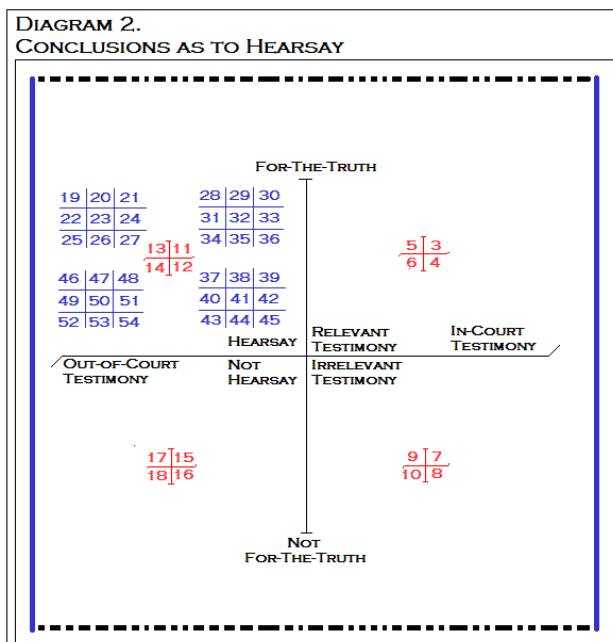 DIAGRAM 2.
CONCLUSIONS AS TO HEARSAY
FOR-THE-TRUTH
19 20 21
22 23 24
25 26 27
28 29 30
31 32 33
34 35 36
13 11
14 12
5 3
6 4
46 47 48
49 50 51
52 53 54
37 38 39
40 41 42
43 44 45
HEARSAY
RELEVANT
TESTIMONY
IN-COURT
TESTIMONY
OUT-OF-COURT
TESTIMONY
NOT
HEARSAY
IRRELEVANT
TESTIMONY
17 15
18 16
9 7
10 8
NOT
FOR-THE-TRUTH